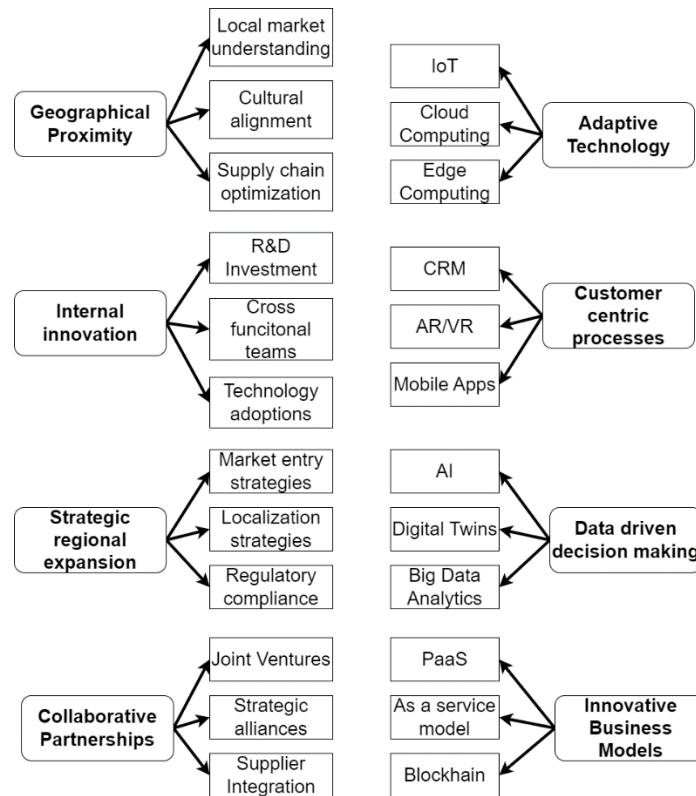 Geographical
Proximity
Local market
understanding
Cultural
alignment
Supply chain
optimization
IoT
Cloud
Computing
Edge
Computing
Adaptive
Technology
Internal
innovation
R&D
Investment
Cross
funcitonal
teams
Technology
adoptions
CRM
AR/VR
Mobile Apps
Customer
centric
processes
Strategic
regional
expansion
Market entry
strategies
Localization
strategies
Regulatory
compliance
AI
Digital Twins
Big Data
Analytics
Data driven
decision making
Collaborative
Partnerships
Joint Ventures
Strategic
alliances
Supplier
Integration
PaaS
As a service
model
Blockhain
Innovative
Business
Models